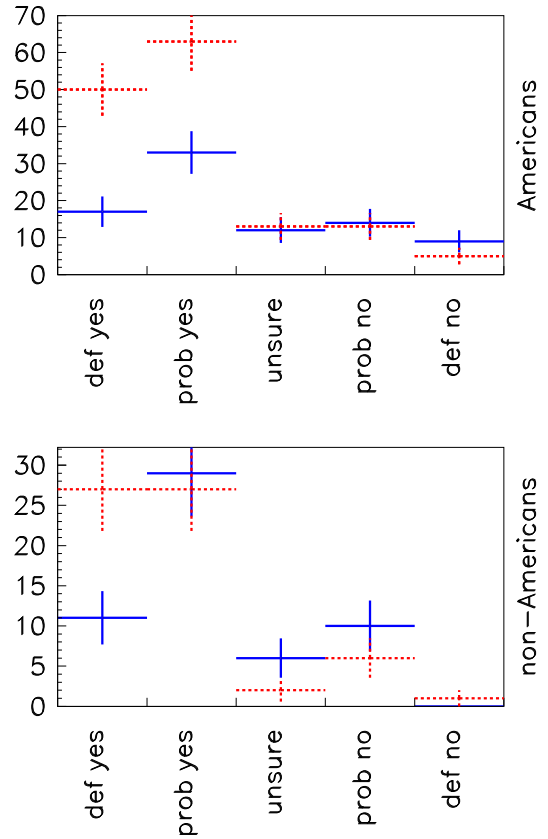 70
60
50
40
30
20
10
0
def yes
prob yes
unsure
prob no
def no
Americans
30
25
20
15
10
5
0
def yes
prob yes
unsure
prob no
def no
non-Americans